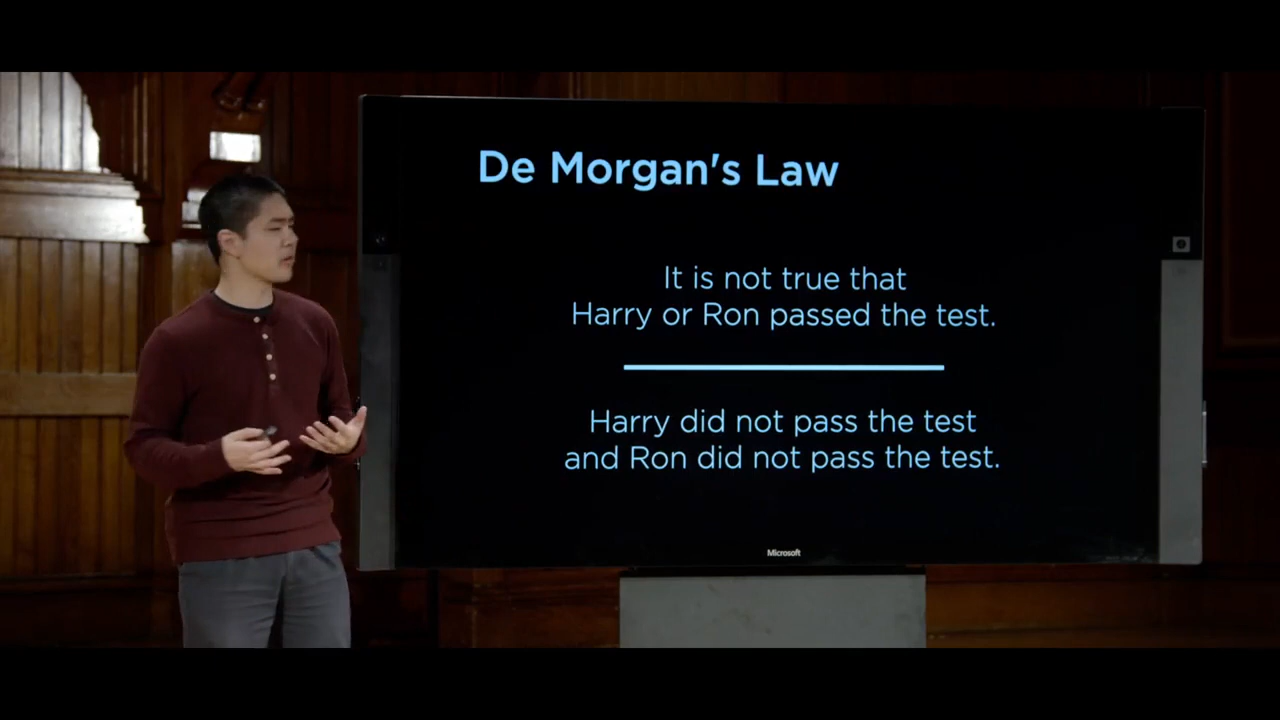 De Morgan's Law
It is not true that
Harry or Ron passed the test.
Harry did not pass the test
and Ron did not pass the test.
Microsoft